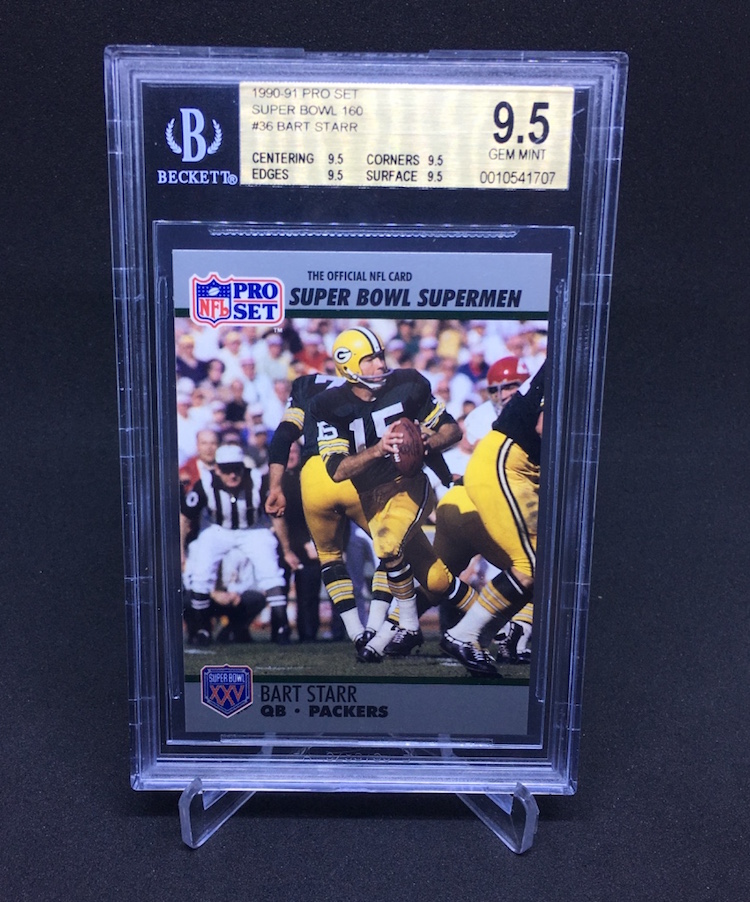 1990-91 PRO SET
SUPER BOWL 160
#36 BART STARR
CENTERING 9.5 CORNERS 9.5
EDGES 9.5 SURFACE 9.5
9.5
GEM MINT
0010541707
B
BECKETT®
THE OFFICIAL NFL CARD
SUPER BOWL SUPERMEN
NFL PRO SET™
G
15
15
SUPER BOWL
XXV
BART STARR
QB · PACKERS